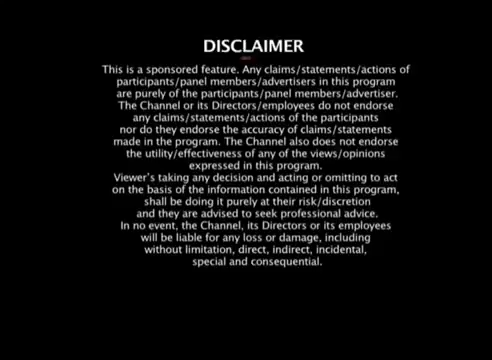 DISCLAIMER
This is a sponsored feature. Any claims/statements/actions of
participants/panel members/advertisers in this program
are purely of the participants/panel members/advertiser.
The Channel or its Directors/employees do not endorse
any claims/statements/actions of the participants
nor do they endorse the accuracy of claims/statements
made in the program. The Channel also does not endorse
the utility/effectiveness of any of the views/opinions
expressed in this program.
Viewer's taking any decision and acting or omitting to act
on the basis of the information contained in this program,
shall be doing it purely at their risk/discretion
and they are advised to seek professional advice.
In no event, the Channel, its Directors or its employees
will be liable for any loss or damage, including
without limitation, direct, indirect, incidental,
special and consequential.